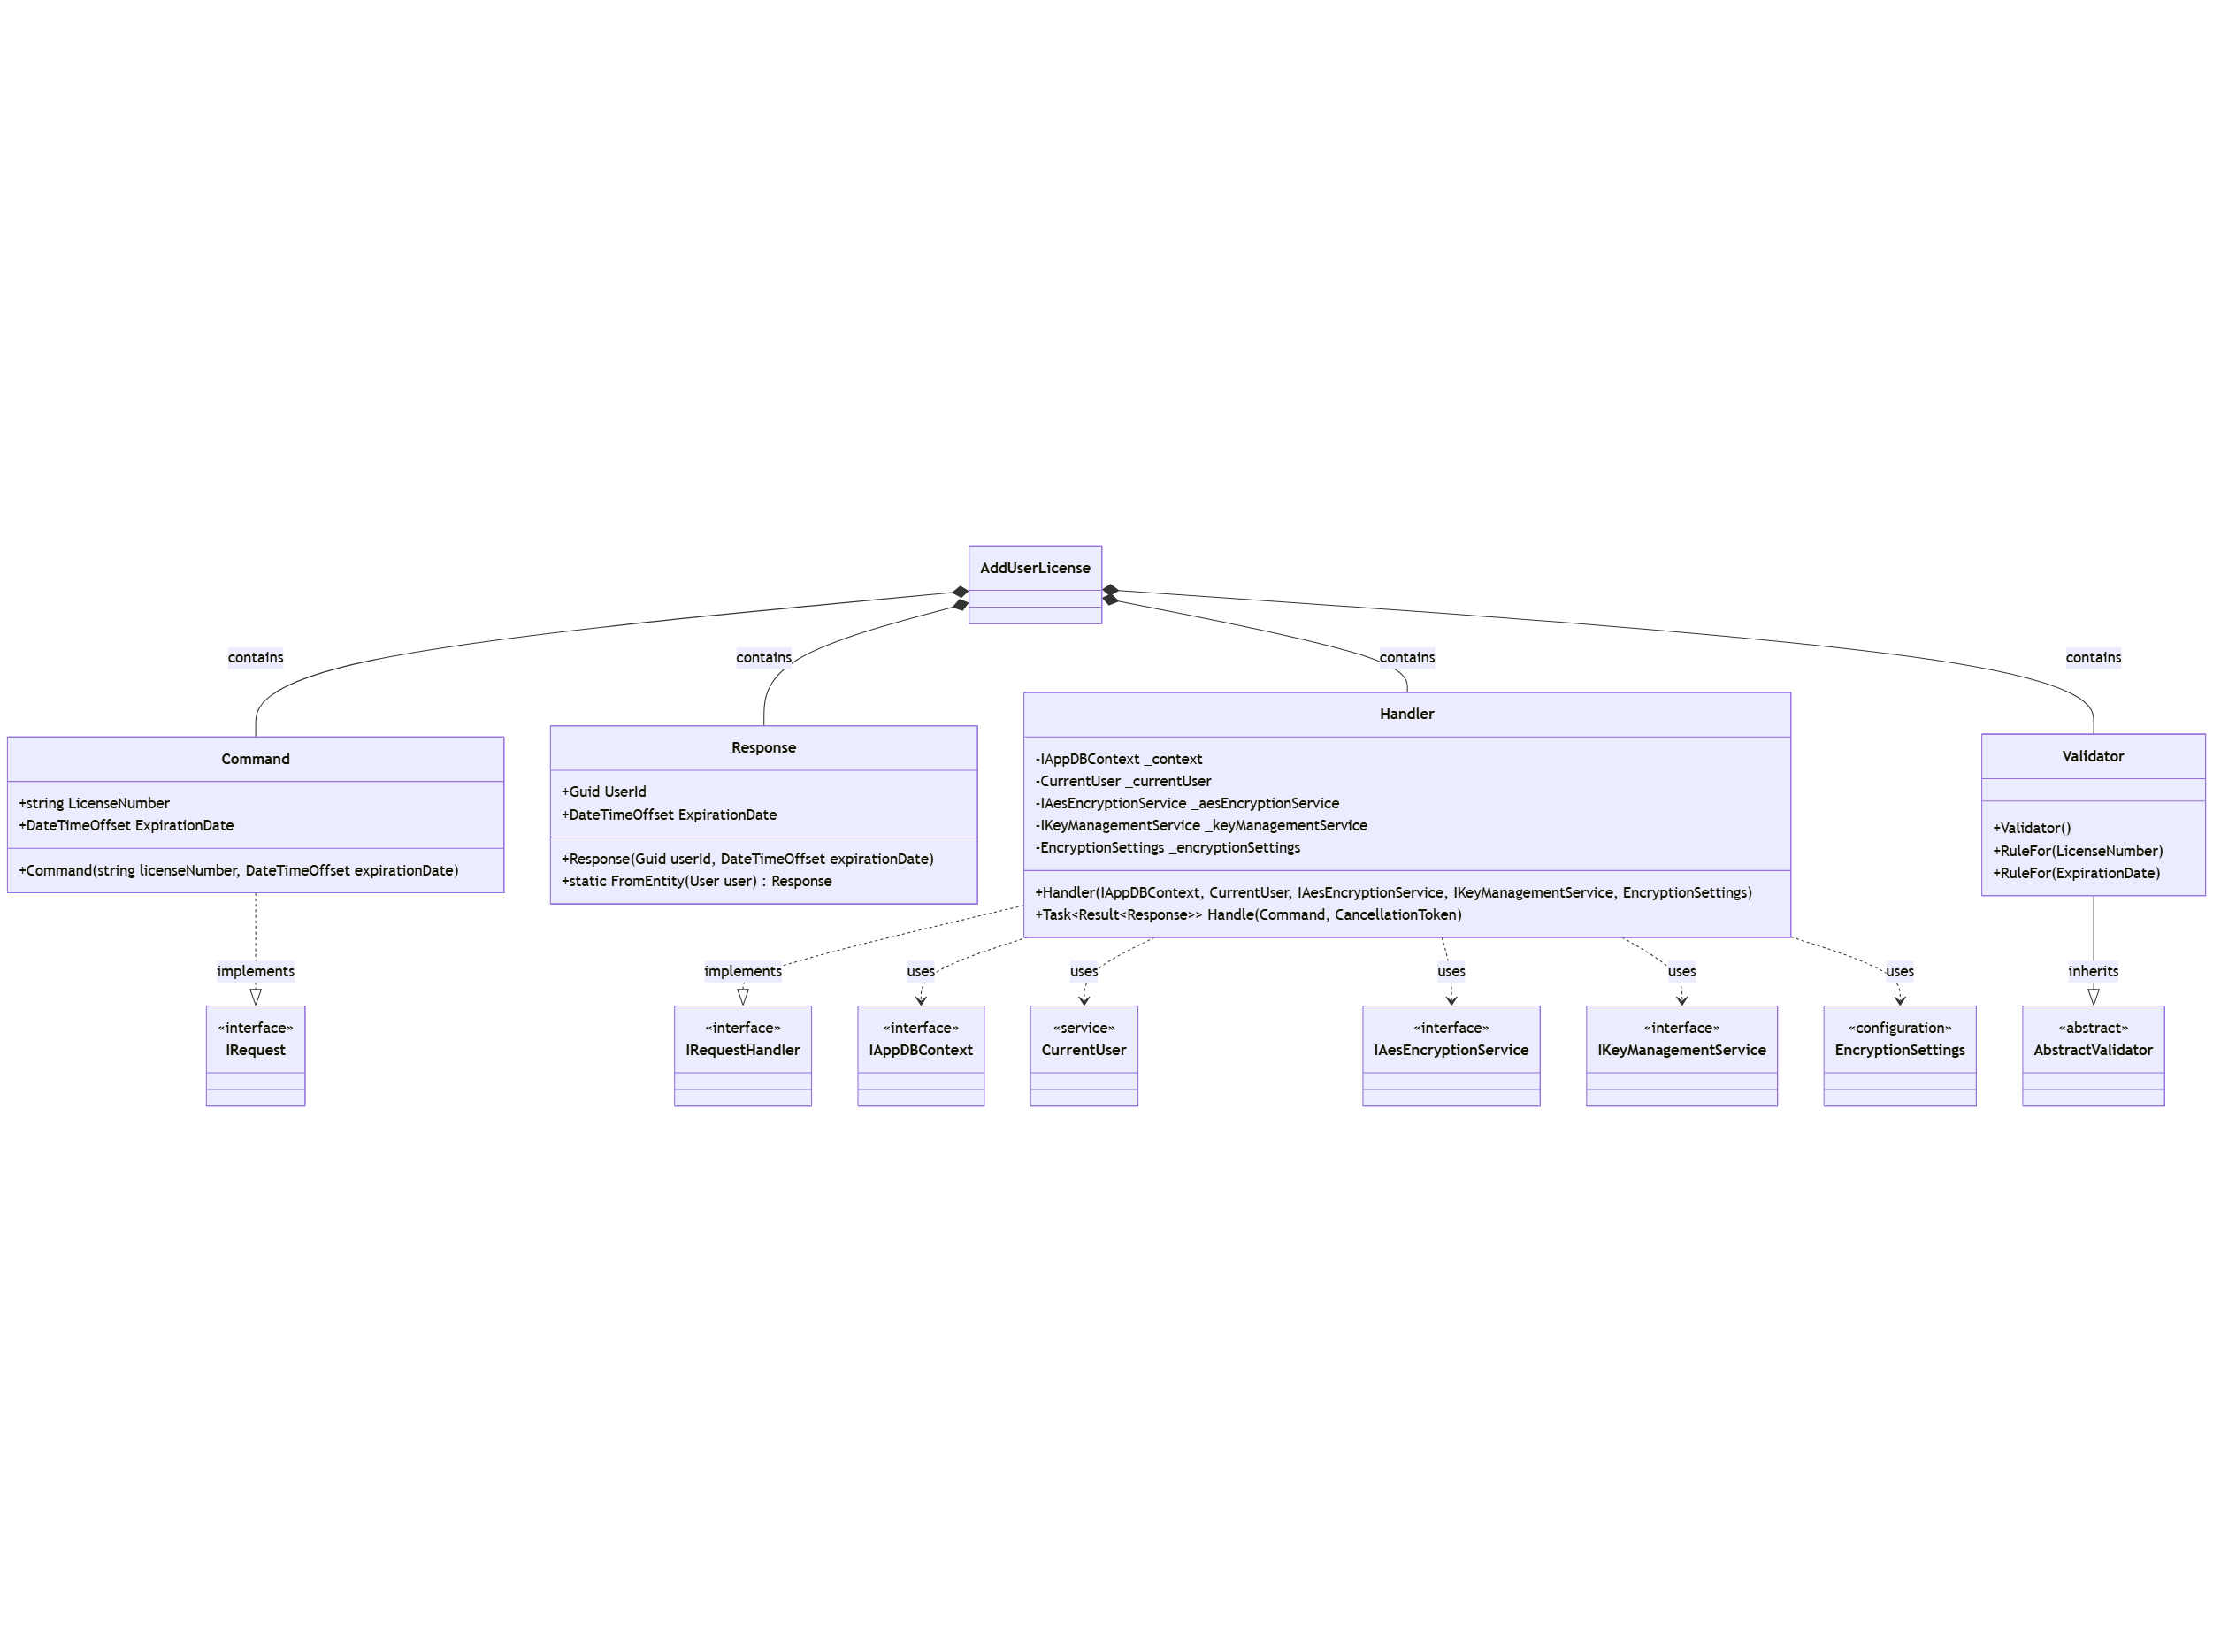 AddUserLicense
contains
contains
contains
contains
Command
+string LicenseNumber
+DateTimeOffset ExpirationDate
+Command(string licenseNumber, DateTimeOffset expirationDate)
Response
+Guid UserId
+DateTimeOffset ExpirationDate
+Response(Guid userId, DateTimeOffset expirationDate)
+static FromEntity(User user) : Response
Handler
-IAppDBContext _context
-CurrentUser _currentUser
-IAesEncryptionService _aesEncryptionService
-IKeyManagementService _keyManagementService
-EncryptionSettings _encryptionSettings
+Handler(IAppDBContext, CurrentUser, IAesEncryptionService, IKeyManagementService, EncryptionSettings)
+Task<Result<Response>> Handle(Command, CancellationToken)
Validator
+Validator()
+RuleFor(LicenseNumber)
+RuleFor(ExpirationDate)
implements
implements
uses
uses
uses
uses
uses
inherits
«interface»
IRequest
«interface»
IRequestHandler
«interface»
IAppDBContext
«service»
CurrentUser
«interface»
IAesEncryptionService
«interface»
IKeyManagementService
«configuration»
EncryptionSettings
«abstract»
AbstractValidator